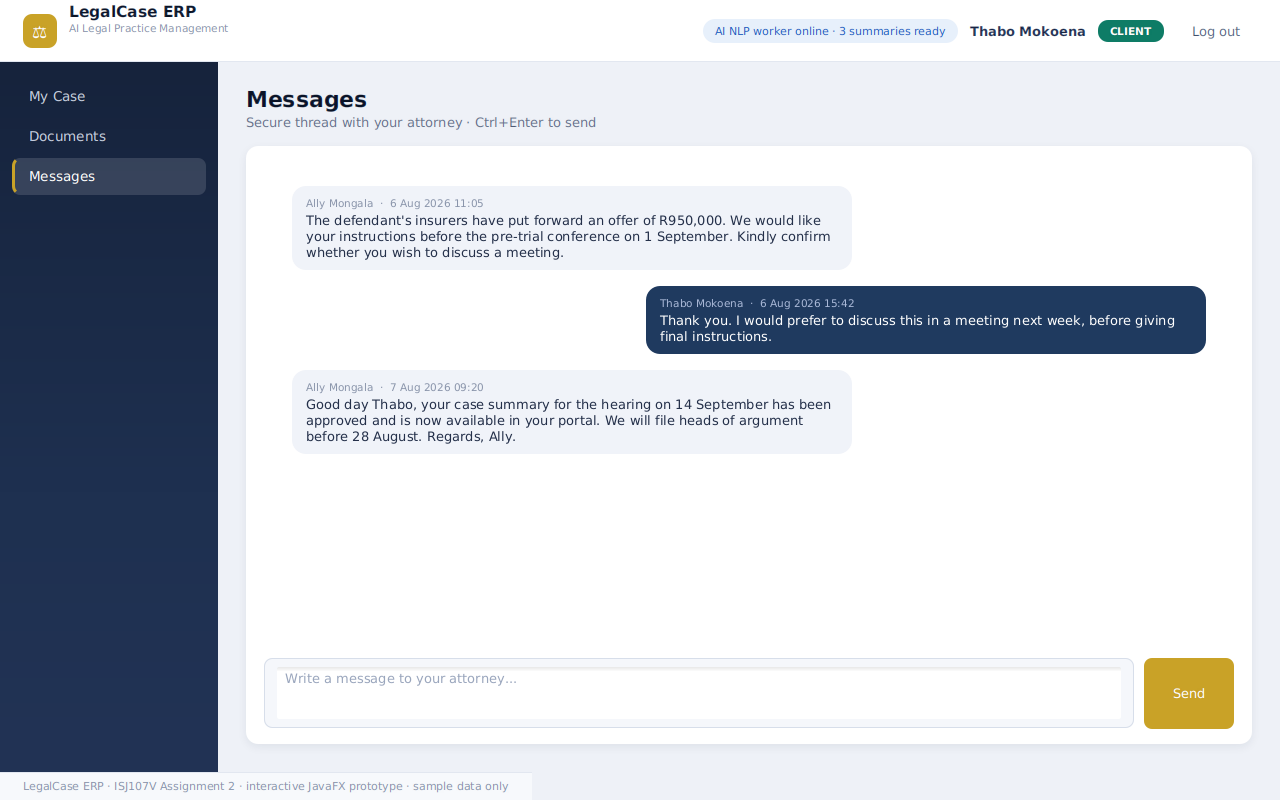 LegalCase ERP
AI Legal Practice Management
AI NLP worker online · 3 summaries ready
Thabo Mokoena
CLIENT
Log out
My Case
Documents
Messages
Messages
Secure thread with your attorney · Ctrl+Enter to send
Ally Mongala · 6 Aug 2026 11:05
The defendant's insurers have put forward an offer of R950,000. We would like
your instructions before the pre-trial conference on 1 September. Kindly confirm
whether you wish to discuss a meeting.
Thabo Mokoena · 6 Aug 2026 15:42
Thank you. I would prefer to discuss this in a meeting next week, before giving
final instructions.
Ally Mongala · 7 Aug 2026 09:20
Good day Thabo, your case summary for the hearing on 14 September has been
approved and is now available in your portal. We will file heads of argument
before 28 August. Regards, Ally.
Write a message to your attorney...
Send
LegalCase ERP · ISJ107V Assignment 2 · interactive JavaFX prototype · sample data only